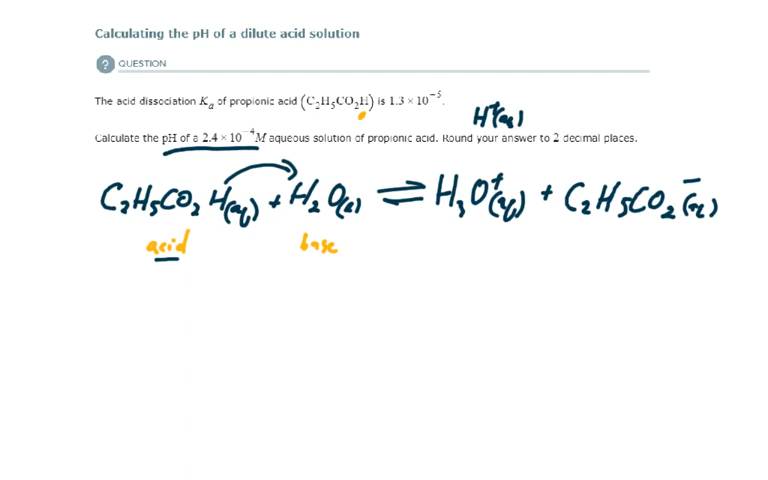 Calculating the pH of a dilute acid solution
? QUESTION
The acid dissociation Kₐ of propionic acid (C₂H₅CO₂H) is 1.3 × 10⁻⁵.
H⁺(aq)
Calculate the pH of a 2.4 × 10⁻⁴ M aqueous solution of propionic acid. Round your answer to 2 decimal places.
C₂H₅CO₂H(aq) + H₂O(l) ⇌ H₃O⁺(aq) + C₂H₅CO₂⁻(aq)
acid base